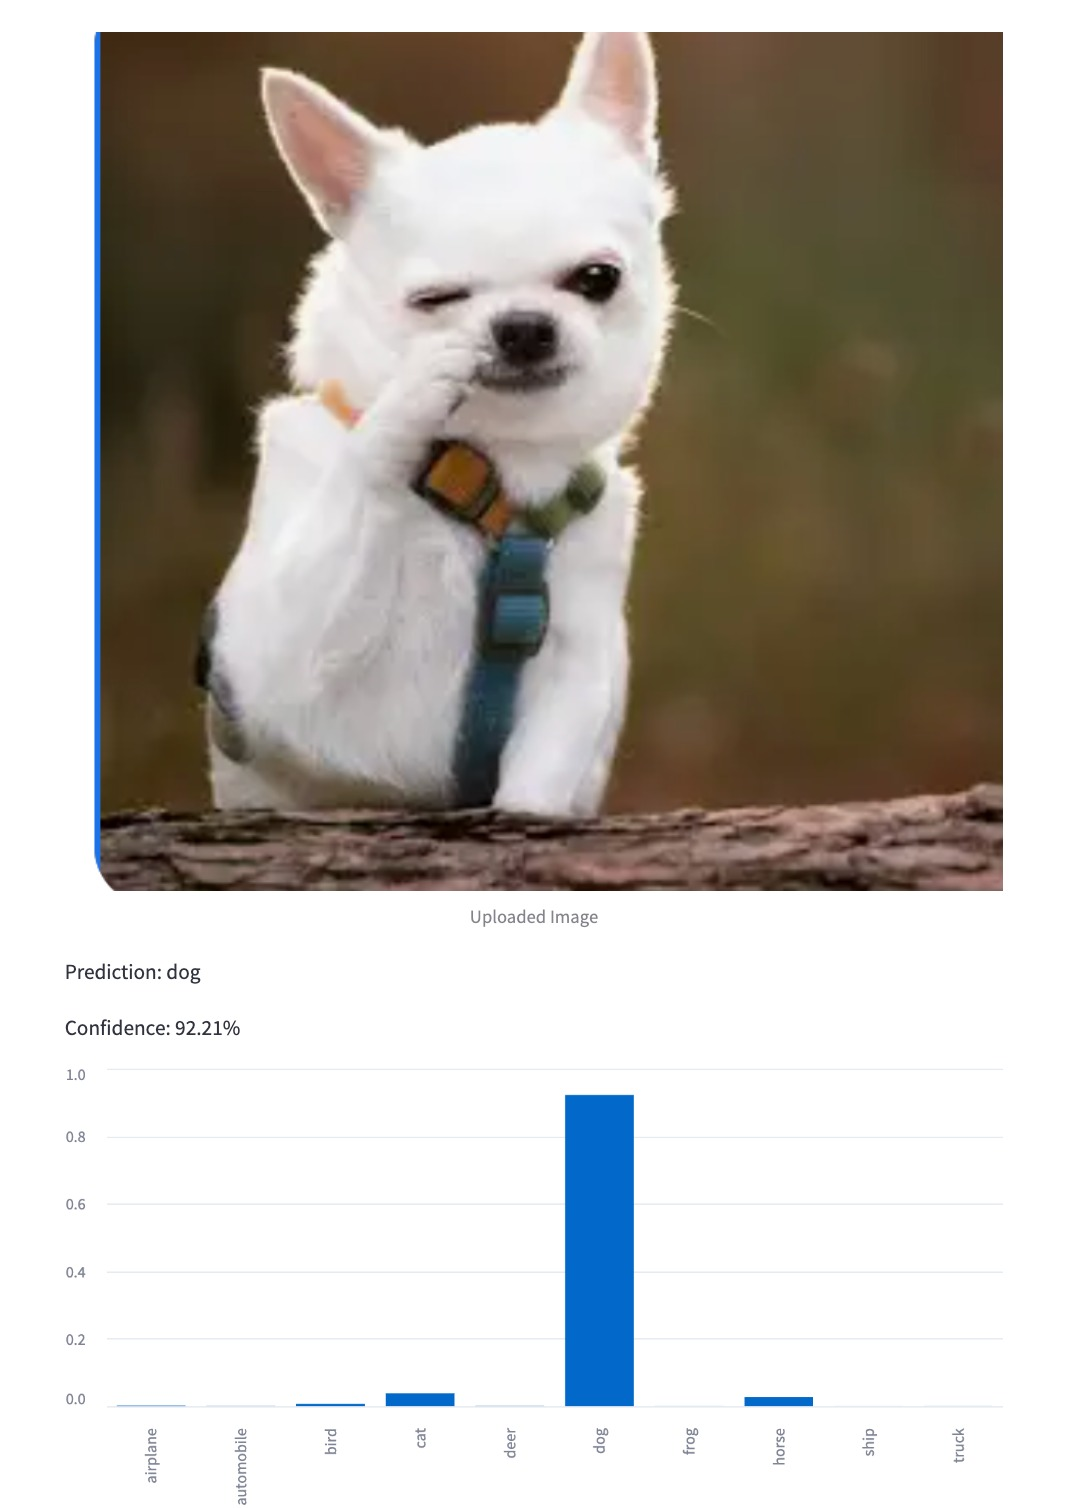 Uploaded Image
Prediction: dog
Confidence: 92.21%
1.0
0.8
0.6
0.4
0.2
0.0
airplane
automobile
bird
cat
deer
dog
frog
horse
ship
truck